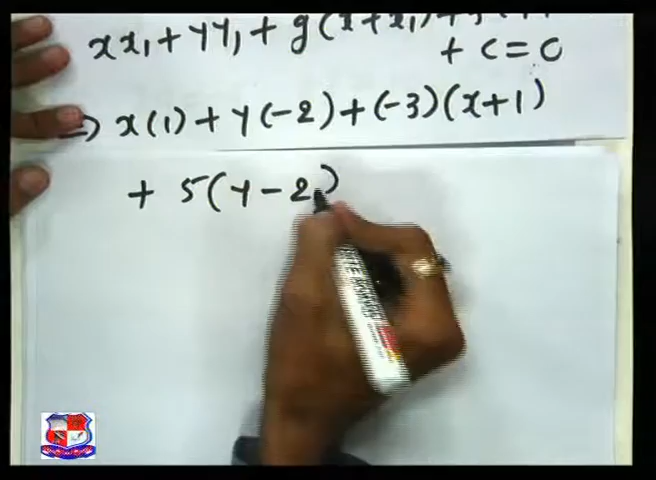 xx₁ + yy₁ + g(x+x₁) +
+ c = 0
⇒ x(1) + y(-2) + (-3)(x+1)
+ 5(y-2)